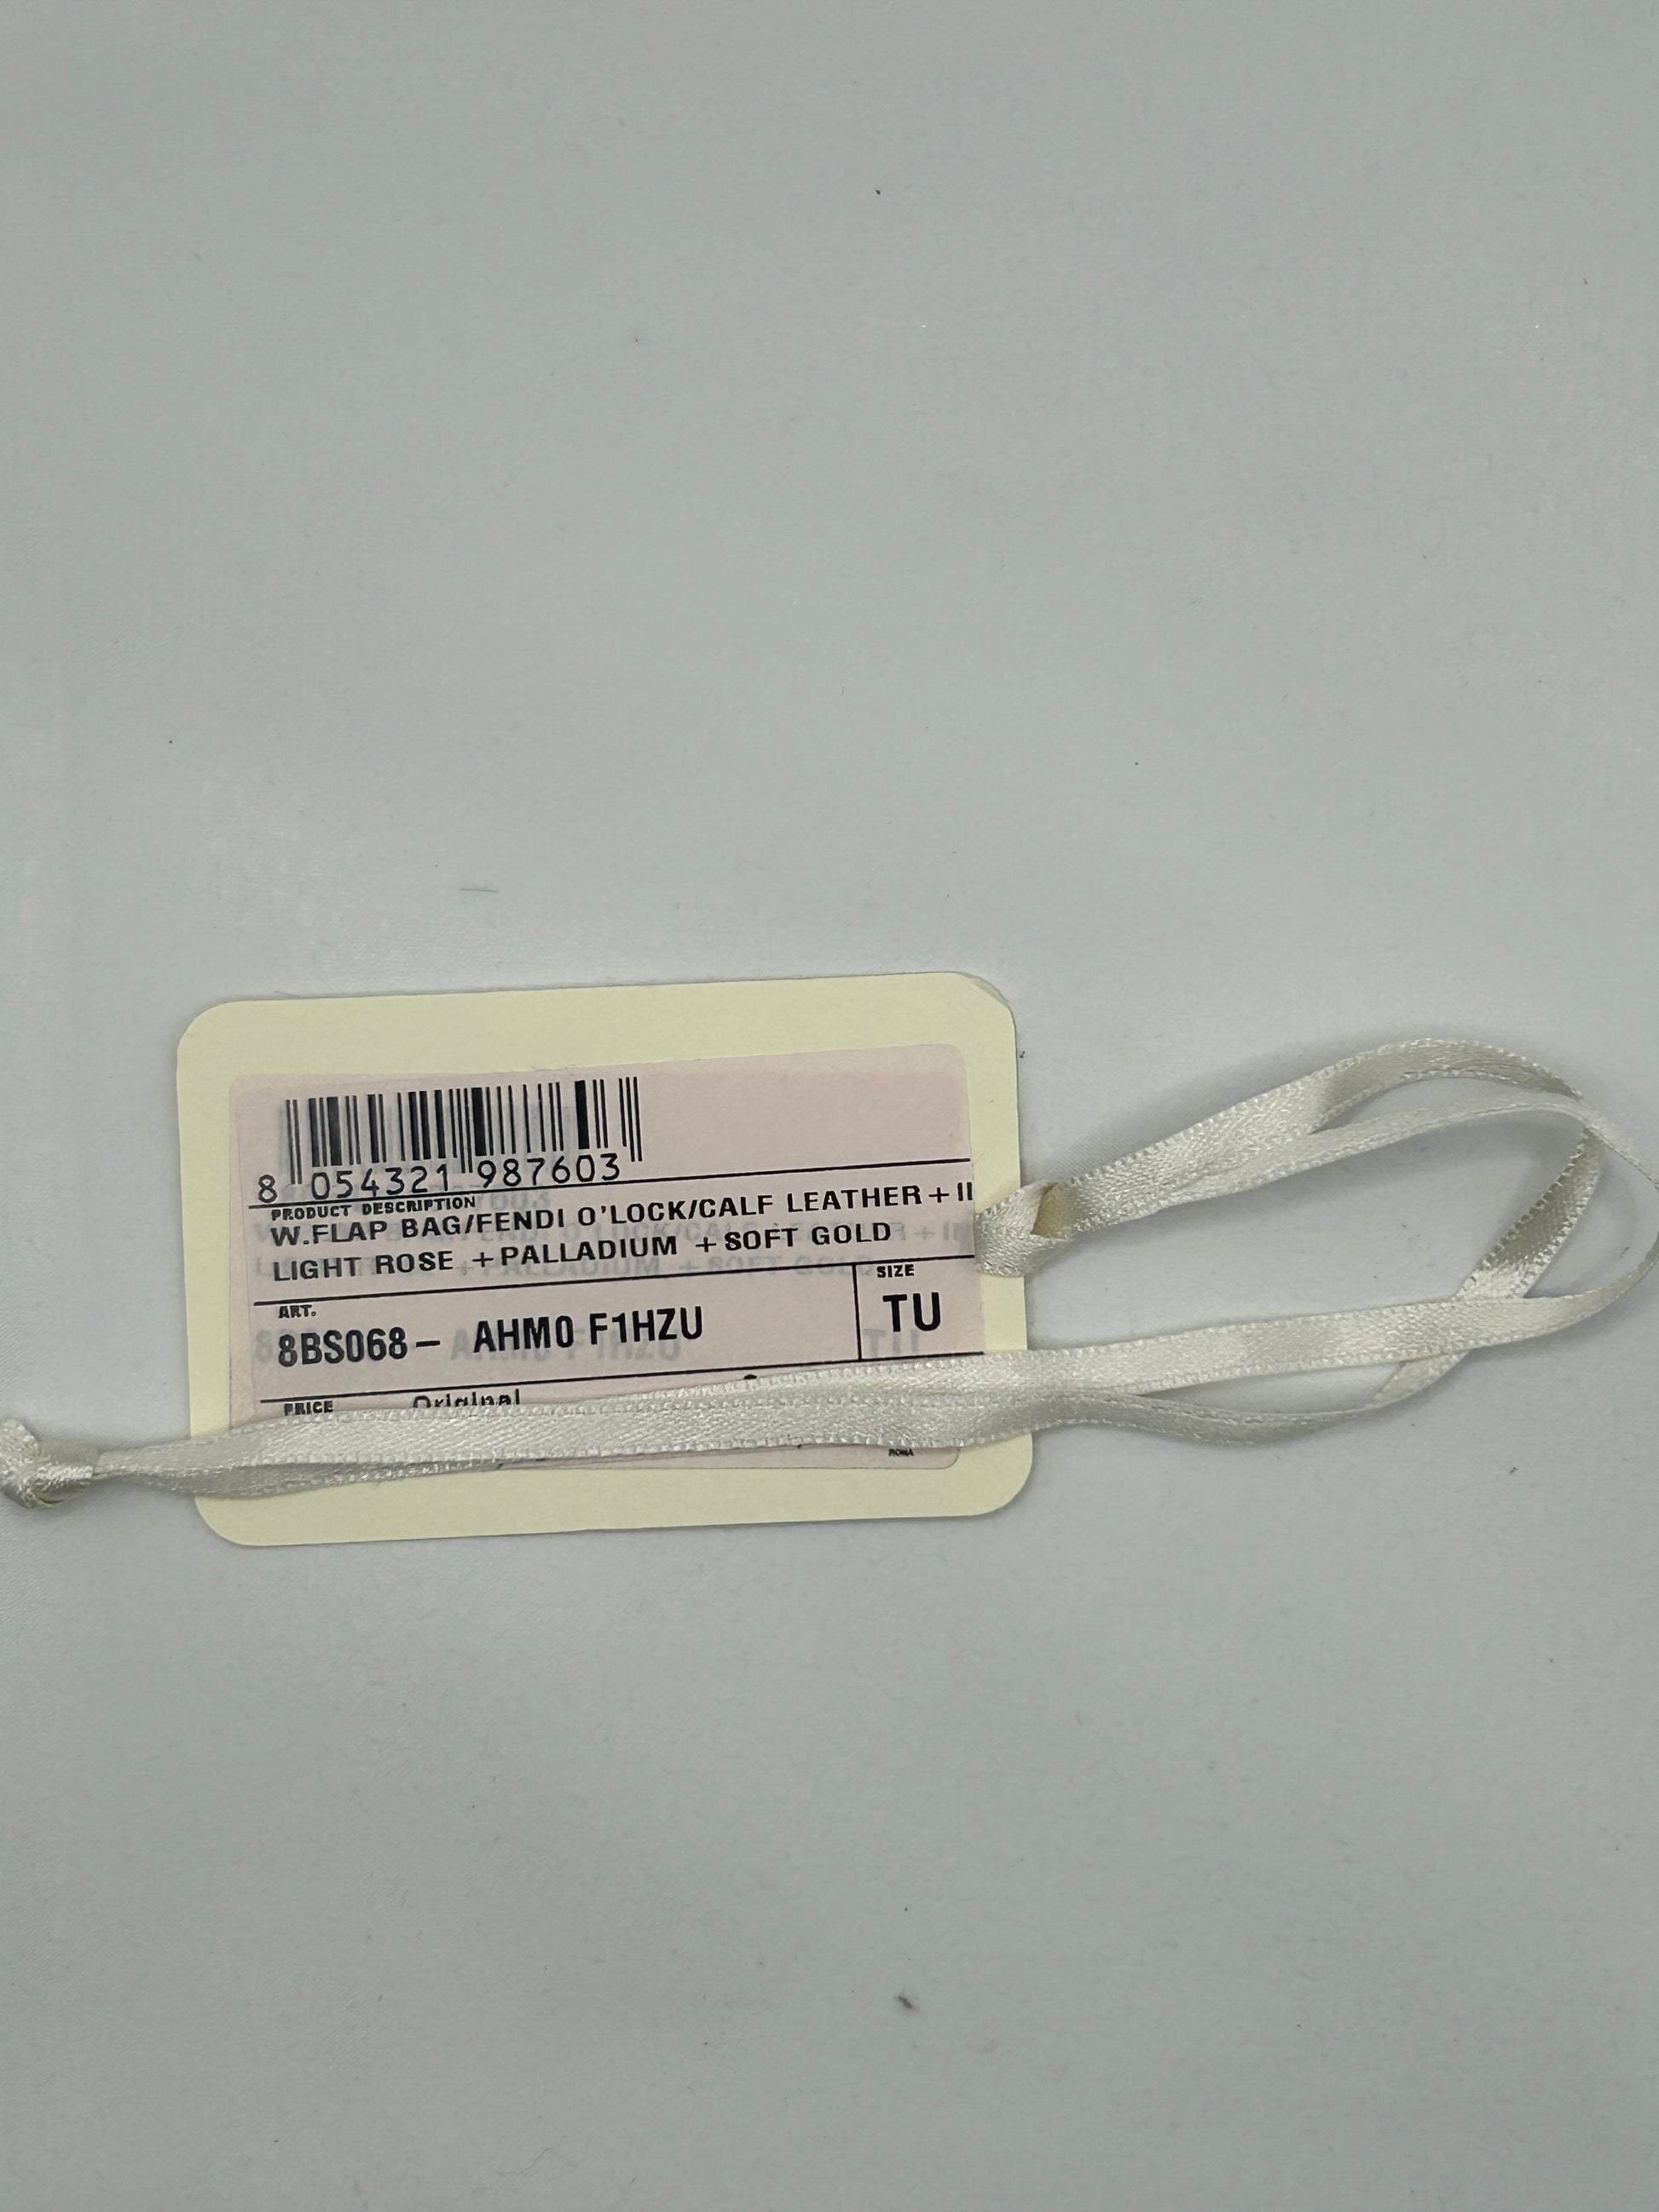 8 054321 987603
PRODUCT DESCRIPTION
W.FLAP BAG/FENDI O'LOCK/CALF LEATHER+
LIGHT ROSE +PALLADIUM +SOFT GOLD
ART.
SIZE
8BS068- AHM0 F1HZU
TU
PRICE Original
ROMA